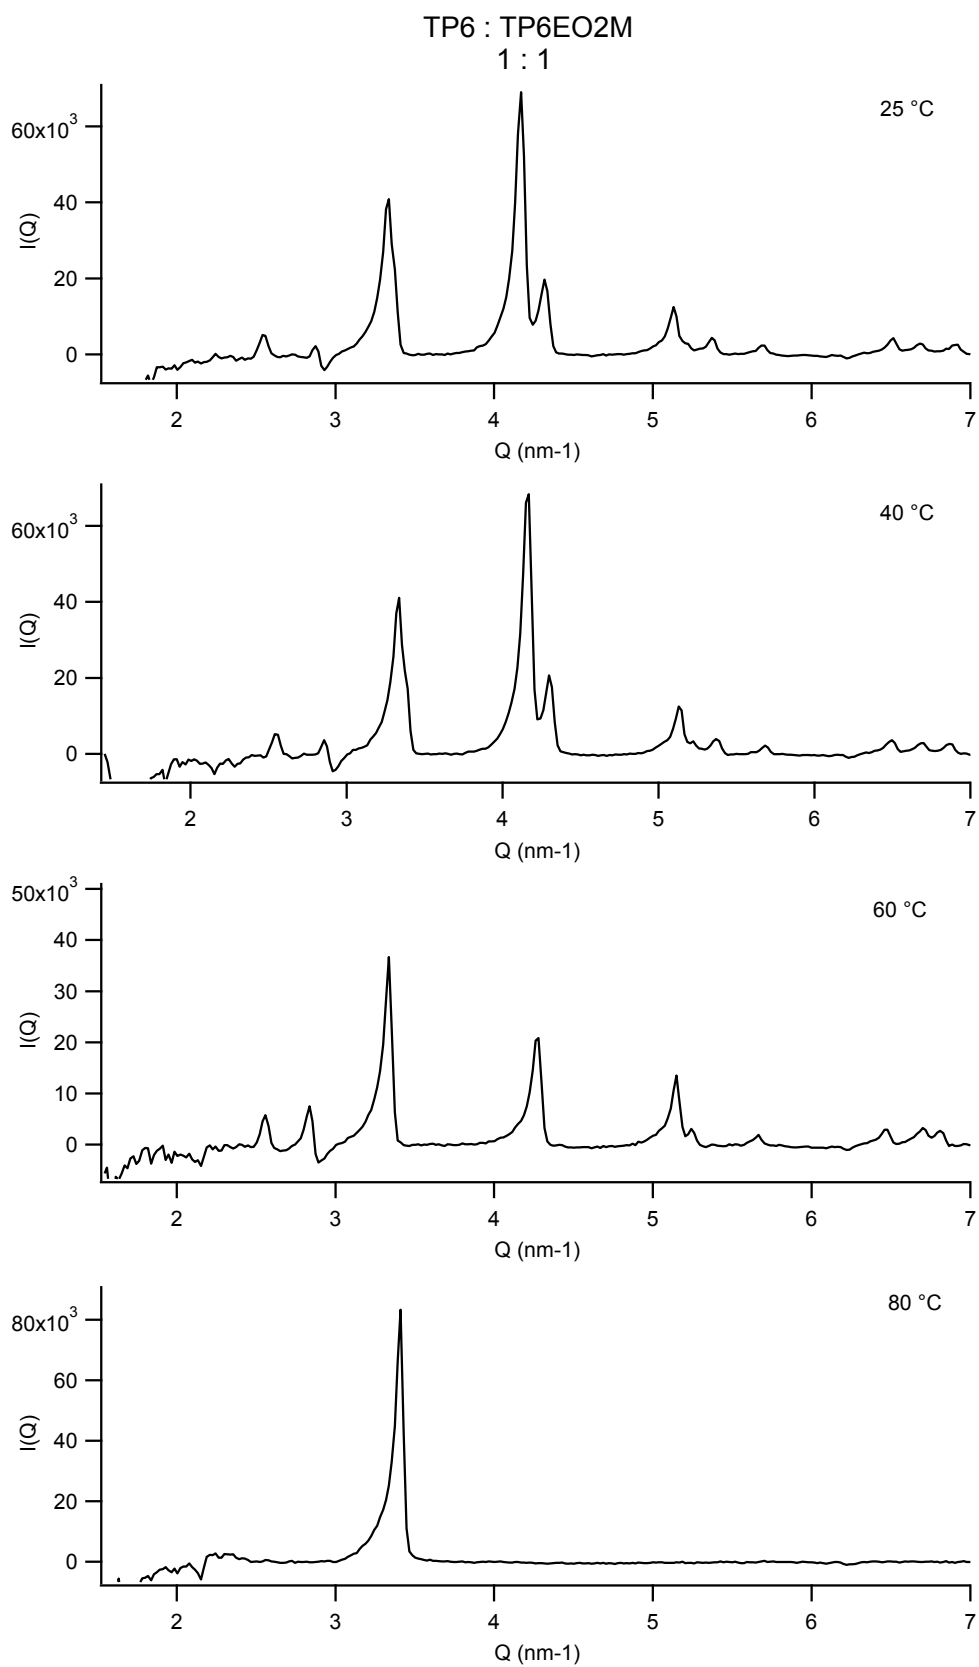 TP6 : TP6EO2M
1 : 1
25 °C
60x10³
40
20
0
I(Q)
2 3 4 5 6 7
Q (nm-1)
40 °C
60x10³
40
20
0
I(Q)
2 3 4 5 6 7
Q (nm-1)
60 °C
50x10³
40
30
20
10
0
I(Q)
2 3 4 5 6 7
Q (nm-1)
80 °C
80x10³
60
40
20
0
I(Q)
2 3 4 5 6 7
Q (nm-1)